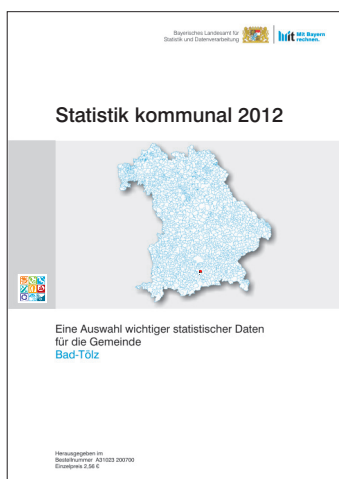 Bayerisches Landesamt für
Statistik und Datenverarbeitung
Mit Bayern
rechnen.
Statistik kommunal 2012
Eine Auswahl wichtiger statistischer Daten
für die Gemeinde
Bad-Tölz
Herausgegeben im
Bestellnummer A31023 200700
Einzelpreis 2,56 €